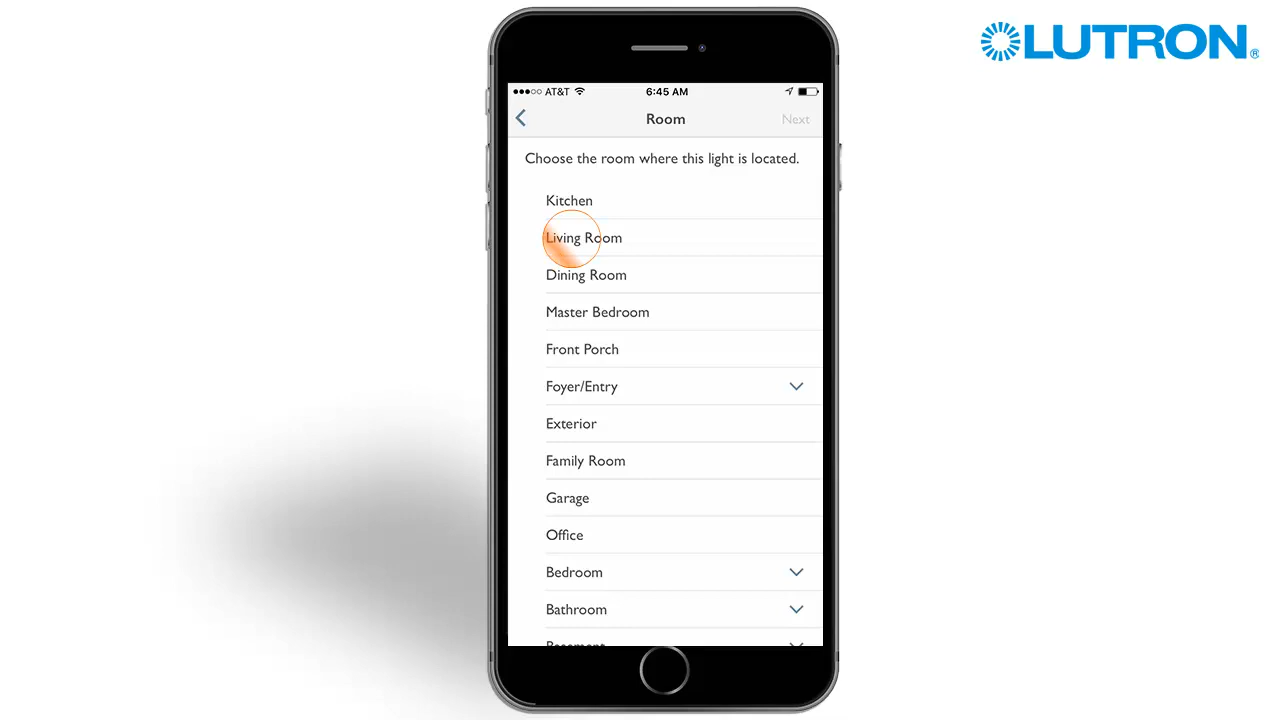 LUTRON®
AT&T 6:45 AM
Room Next
Choose the room where this light is located.
Kitchen
Living Room
Dining Room
Master Bedroom
Front Porch
Foyer/Entry
Exterior
Family Room
Garage
Office
Bedroom
Bathroom
Basement